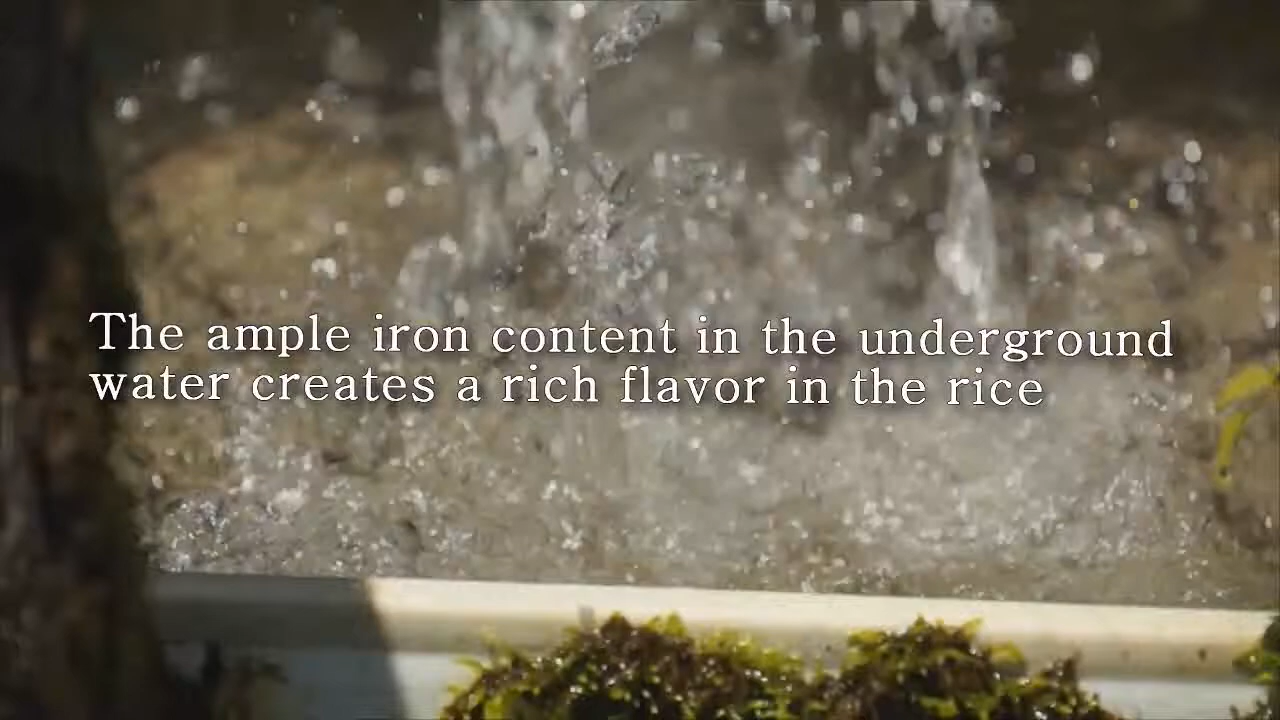 The ample iron content in the underground
water creates a rich flavor in the rice